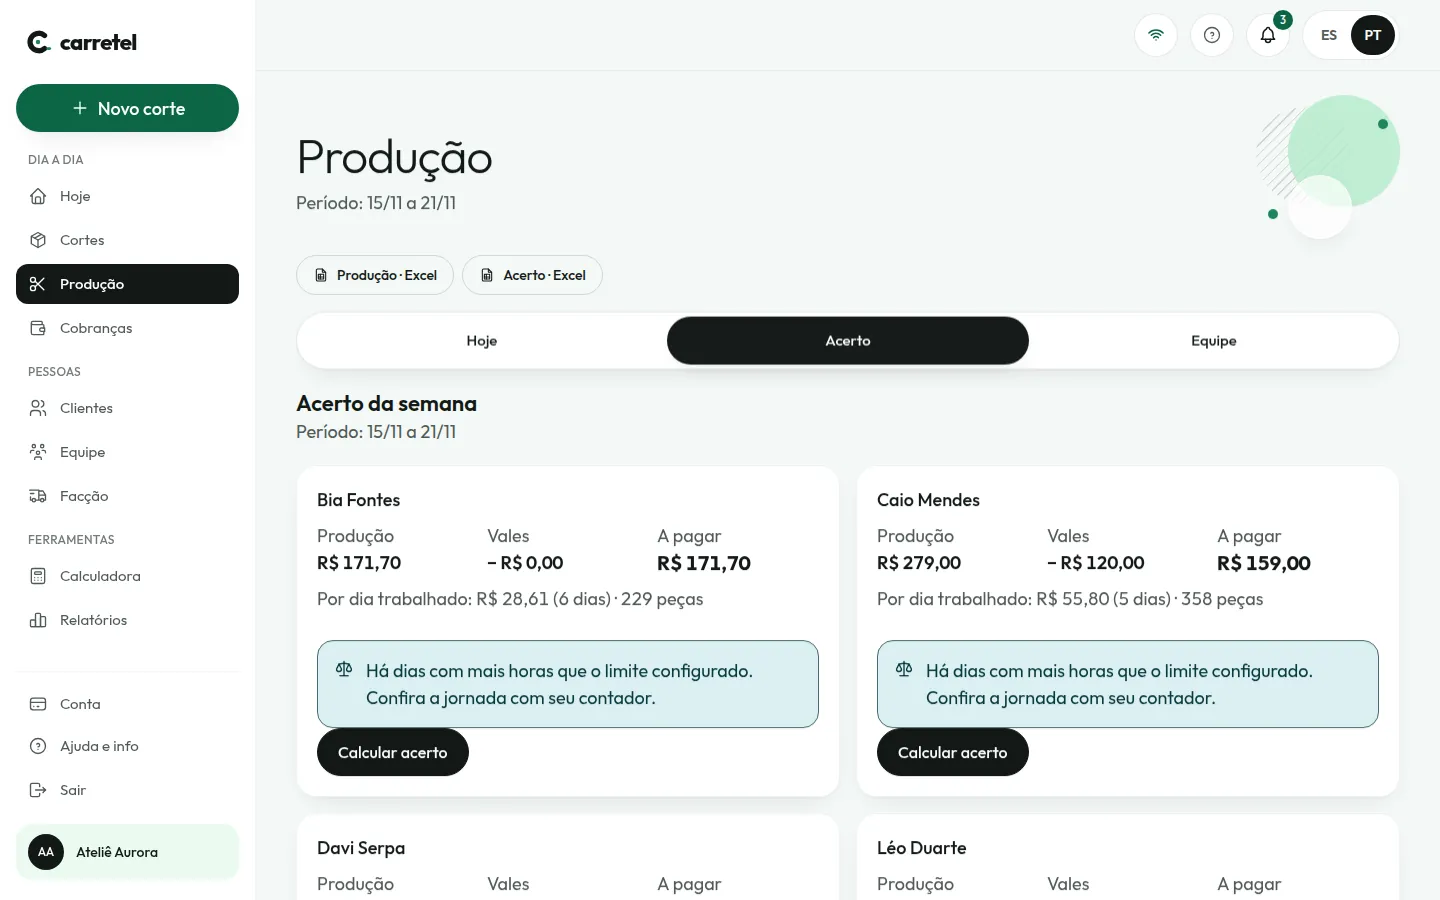 carretel
Novo corte
DIA A DIA
Hoje
Cortes
Produção
Cobranças
PESSOAS
Clientes
Equipe
Facção
FERRAMENTAS
Calculadora
Relatórios
Conta
Ajuda e info
Sair
AA Ateliê Aurora
3
ES PT
Produção
Período: 15/11 a 21/11
Produção · Excel Acerto · Excel
Hoje Acerto Equipe
Acerto da semana
Período: 15/11 a 21/11
Bia Fontes
Produção Vales A pagar
R$ 171,70 – R$ 0,00 R$ 171,70
Por dia trabalhado: R$ 28,61 (6 dias) · 229 peças
Há dias com mais horas que o limite configurado.
Confira a jornada com seu contador.
Calcular acerto
Caio Mendes
Produção Vales A pagar
R$ 279,00 – R$ 120,00 R$ 159,00
Por dia trabalhado: R$ 55,80 (5 dias) · 358 peças
Há dias com mais horas que o limite configurado.
Confira a jornada com seu contador.
Calcular acerto
Davi Serpa
Produção Vales A pagar
Léo Duarte
Produção Vales A pagar